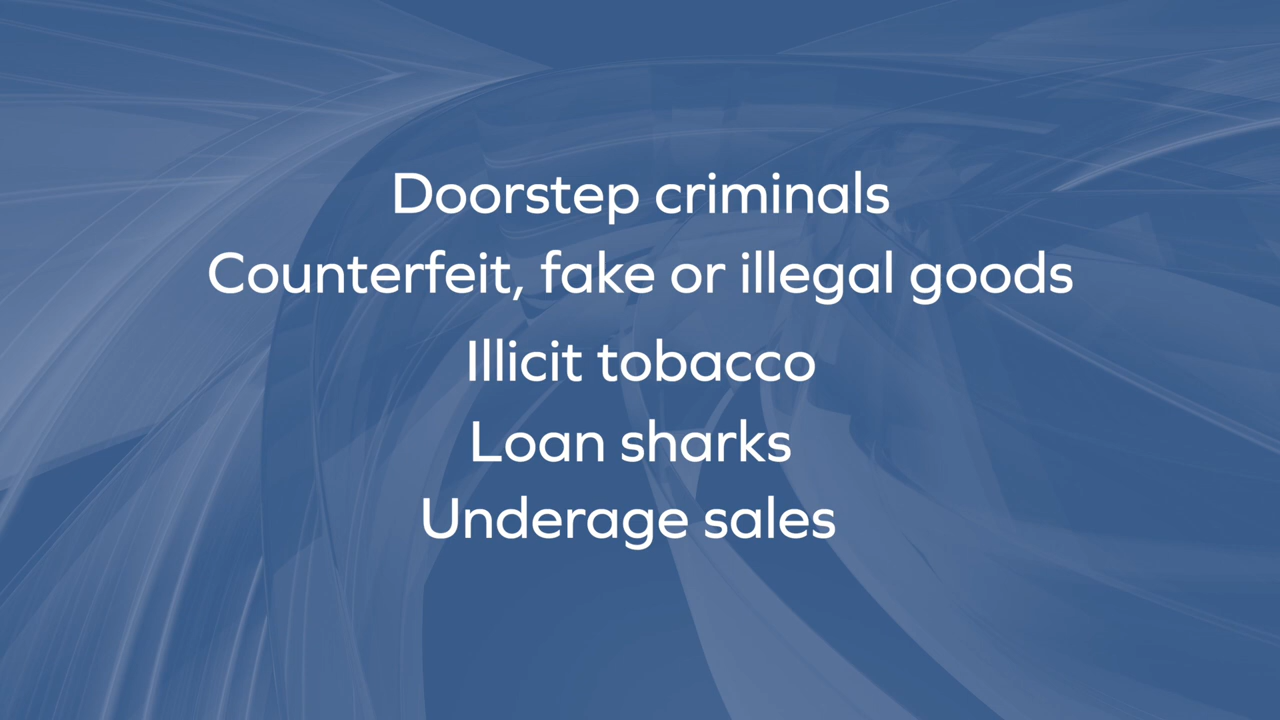 Doorstep criminals
Counterfeit, fake or illegal goods
Illicit tobacco
Loan sharks
Underage sales